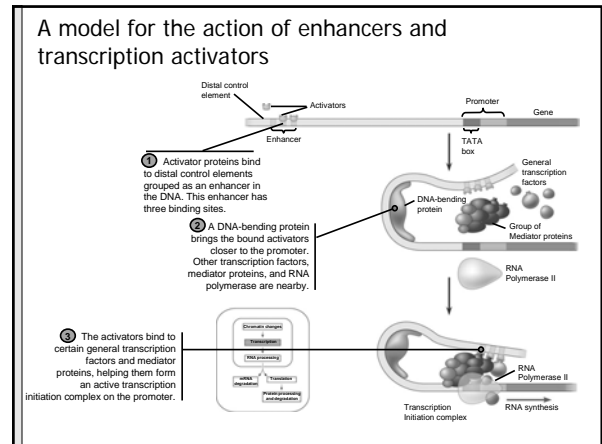 A model for the action of enhancers and
transcription activators
Distal control
element
Activators
Promoter
Gene
Enhancer
TATA
box
1 Activator proteins bind
to distal control elements
grouped as an enhancer in
the DNA. This enhancer has
three binding sites.
General
transcription
factors
DNA-bending
protein
Group of
Mediator proteins
2 A DNA-bending protein
brings the bound activators
closer to the promoter.
Other transcription factors,
mediator proteins, and RNA
polymerase are nearby.
RNA
Polymerase II
Chromatin changes
Transcription
RNA processing
mRNA
degradation
Translation
Protein processing
and degradation
3 The activators bind to
certain general transcription
factors and mediator
proteins, helping them form
an active transcription
initiation complex on the promoter.
RNA
Polymerase II
Transcription
Initiation complex
RNA synthesis